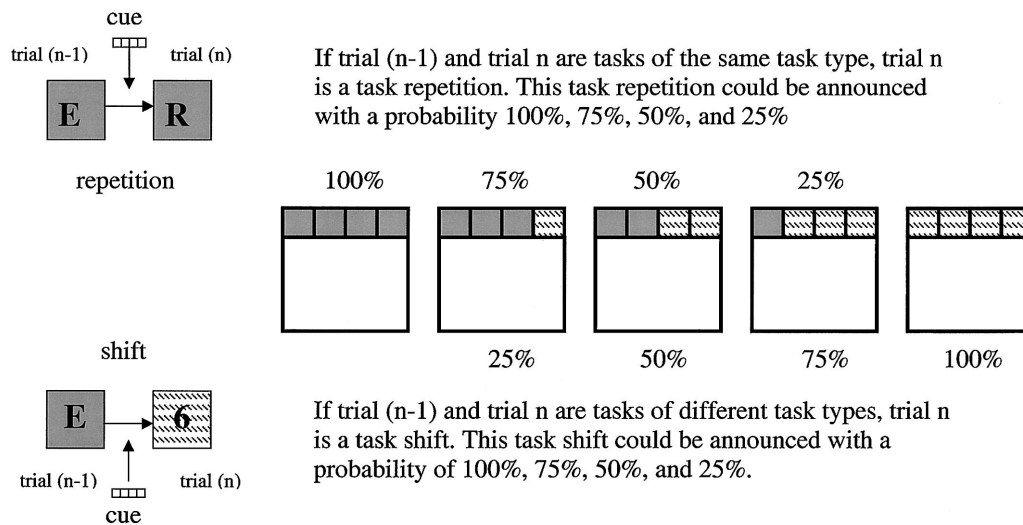 cue
trial (n-1)
trial (n)
E
R
repetition
If trial (n-1) and trial n are tasks of the same task type, trial n
is a task repetition. This task repetition could be announced
with a probability 100%, 75%, 50%, and 25%
100%
75%
50%
25%
25%
50%
75%
100%
shift
E
6
trial (n-1)
trial (n)
cue
If trial (n-1) and trial n are tasks of different task types, trial n
is a task shift. This task shift could be announced with a
probability of 100%, 75%, 50%, and 25%.